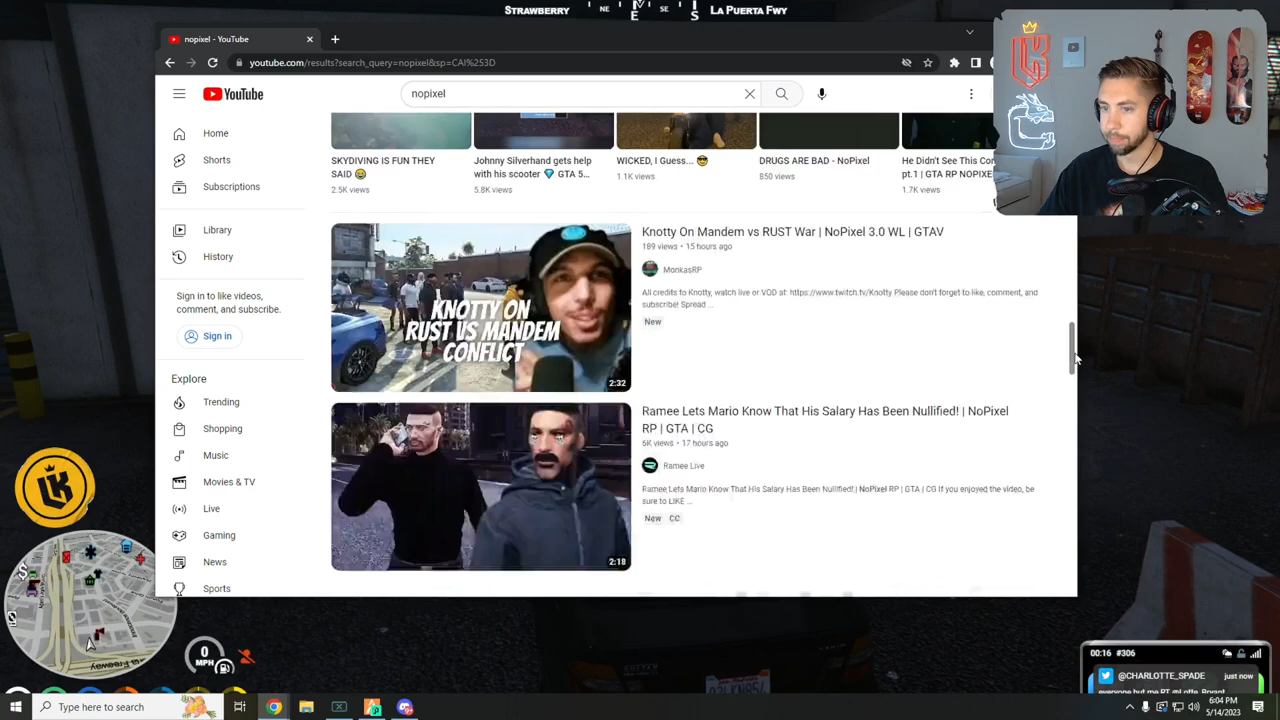 STRAWBERRY
NE
SE
LA PUERTA FWY
nopixel - YouTube
youtube.com/results?search_query=nopixel&sp=CAI%253D
YouTube
nopixel
Home
Shorts
Subscriptions
Library
History
Sign in to like videos,
comment, and subscribe.
Sign in
Explore
Trending
Shopping
Music
Movies & TV
Live
Gaming
News
Sports
SKYDIVING IS FUN THEY
SAID 😂
2.5K views
Johnny Silverhand gets help
with his scooter 💎 GTA 5...
5.8K views
WICKED, I Guess... 😎
1.1K views
DRUGS ARE BAD - NoPixel
850 views
He Didn't See This Con
pt.1 | GTA RP NOPIXE
1.7K views
KNOTTY ON
RUST VS MANDEM
CONFLICT
2:32
Knotty On Mandem vs RUST War | NoPixel 3.0 WL | GTAV
189 views • 15 hours ago
MonkasRP
All credits to Knotty, watch live or VOD at: https://www.twitch.tv/Knotty Please don't forget to like, comment, and
subscribe! Spread ...
New
2:18
Ramee Lets Mario Know That His Salary Has Been Nullified! | NoPixel
RP | GTA | CG
6K views • 17 hours ago
Ramee Live
Ramee Lets Mario Know That His Salary Has Been Nullified! | NoPixel RP | GTA | CG If you enjoyed the video, be
sure to LIKE ...
New CC
LK
0
MPH
00:16 #306
@CHARLOTTE_SPADE
just now
Type here to search
6:04 PM
5/14/2023